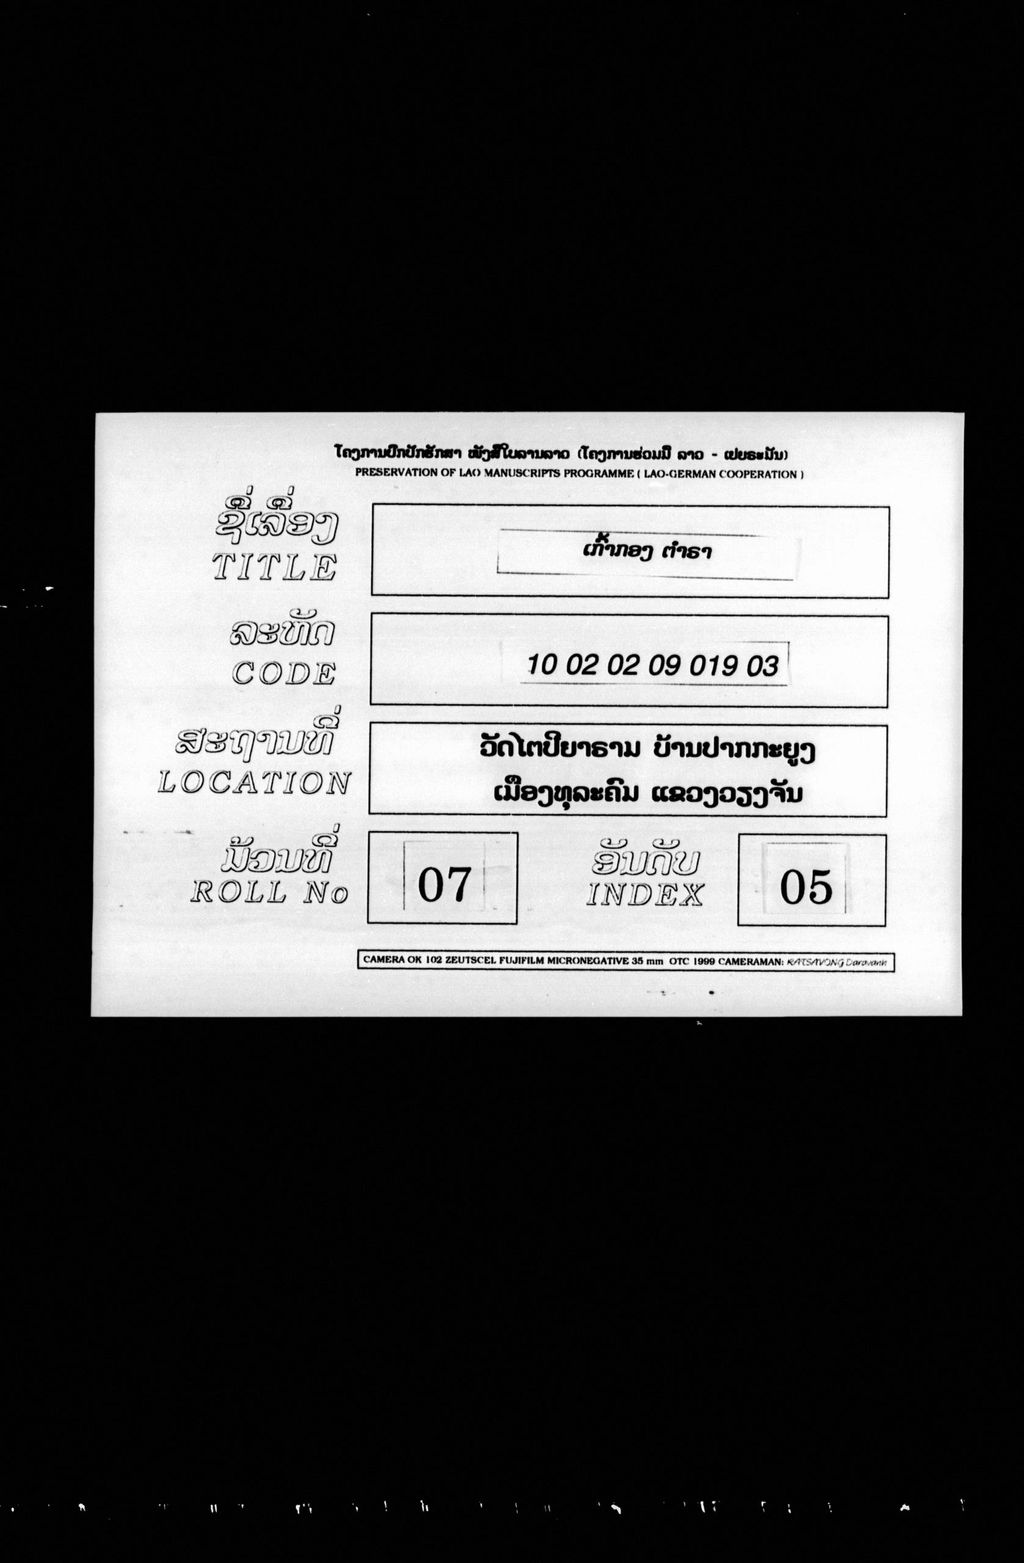 ໂຄງການປົກປັກຮັກສາ ໜັງສືໃບລານລາວ (ໂຄງການຮ່ວມມື ລາວ - ເຢຍຣະມັນ)
PRESERVATION OF LAO MANUSCRIPTS PROGRAMME ( LAO-GERMAN COOPERATION )
ຊື່ເລື່ອງ
TITLE
ເກົ້າກອງ ຕຳຣາ
ລະຫັດ
CODE
10 02 02 09 019 03
ສະຖານທີ່
LOCATION
ວັດໂຕປິຍາຣາມ ບ້ານປາກກະຍູງ
ເມືອງທຸລະຄົມ ແຂວງວຽງຈັນ
ມ້ວນທີ່
ROLL No
07
ອັນດັບ
INDEX
05
CAMERA OK 102 ZEUTSCEL FUJIFILM MICRONEGATIVE 35 mm OTC 1999 CAMERAMAN: RATSAVONG Daravanh